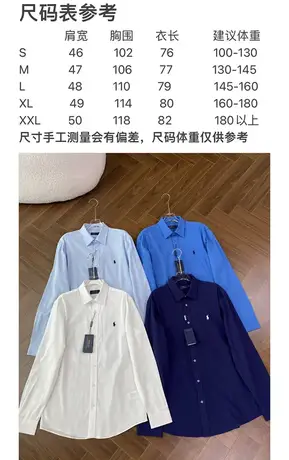 尺码表参考
肩宽 胸围 衣长 建议体重
S 46 102 76 100-130
M 47 106 77 130-145
L 48 110 79 145-160
XL 49 114 80 160-180
XXL 50 118 82 180以上
尺寸手工测量会有偏差，尺码体重仅供参考